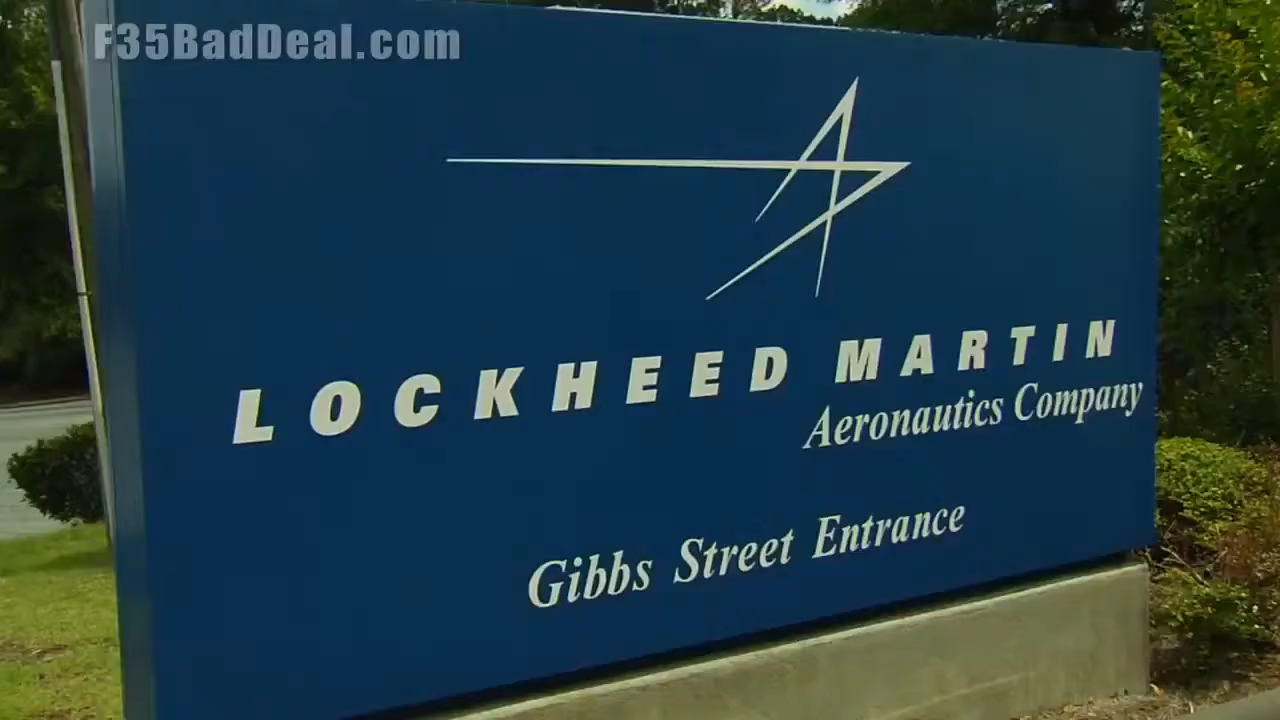 F35BadDeal.com
LOCKHEED MARTIN
Aeronautics Company
Gibbs Street Entrance